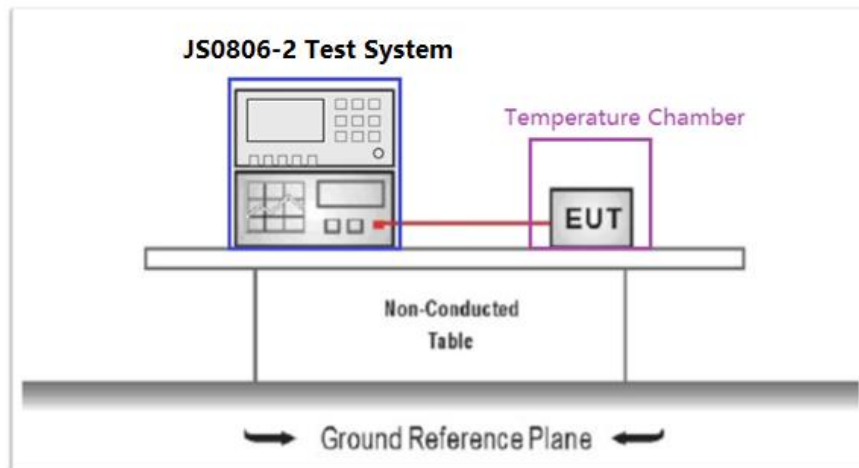 JS0806-2 Test System
Temperature Chamber
EUT
Non-Conducted
Table
Ground Reference Plane